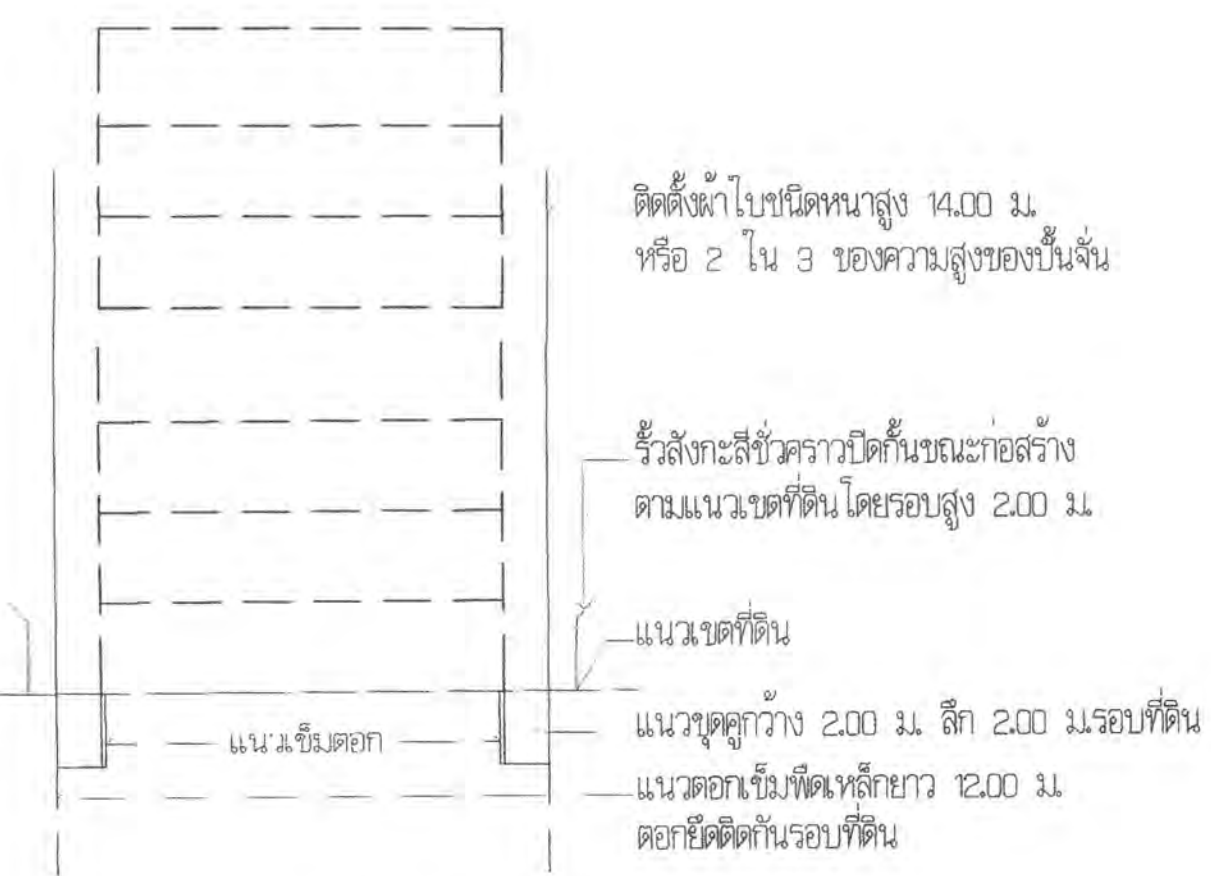 ติดตั้งผ้าใบชนิดหนาสูง 14.00 ม.
หรือ 2 ใน 3 ของความสูงของปั้นจั่น
รั้วสังกะสีชั่วคราวปิดกั้นขณะก่อสร้าง
ตามแนวเขตที่ดินโดยรอบสูง 2.00 ม.
แนวเขตที่ดิน
แนวขุดคูกว้าง 2.00 ม. ลึก 2.00 ม.รอบที่ดิน
แนวเข็มตอก
แนวตอกเข็มพืดเหล็กยาว 12.00 ม.
ตอกยึดติดกันรอบที่ดิน